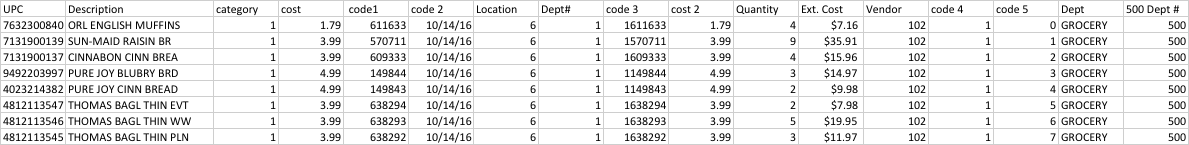 UPC Description category cost code1 code 2 Location Dept# code 3 cost 2 Quantity Ext. Cost Vendor code 4 code 5 Dept 500 Dept #
7632300840 ORL ENGLISH MUFFINS 1 1.79 611633 10/14/16 6 1 1611633 1.79 4 $7.16 102 1 0 GROCERY 500
7131900139 SUN-MAID RAISIN BR 1 3.99 570711 10/14/16 6 1 1570711 3.99 9 $35.91 102 1 1 GROCERY 500
7131900137 CINNABON CINN BREA 1 3.99 609333 10/14/16 6 1 1609333 3.99 4 $15.96 102 1 2 GROCERY 500
9492203997 PURE JOY BLUBRY BRD 1 4.99 149844 10/14/16 6 1 1149844 4.99 3 $14.97 102 1 3 GROCERY 500
4023214382 PURE JOY CINN BREAD 1 4.99 149843 10/14/16 6 1 1149843 4.99 2 $9.98 102 1 4 GROCERY 500
4812113547 THOMAS BAGL THIN EVT 1 3.99 638294 10/14/16 6 1 1638294 3.99 2 $7.98 102 1 5 GROCERY 500
4812113546 THOMAS BAGL THIN WW 1 3.99 638293 10/14/16 6 1 1638293 3.99 5 $19.95 102 1 6 GROCERY 500
4812113545 THOMAS BAGL THIN PLN 1 3.99 638292 10/14/16 6 1 1638292 3.99 3 $11.97 102 1 7 GROCERY 500